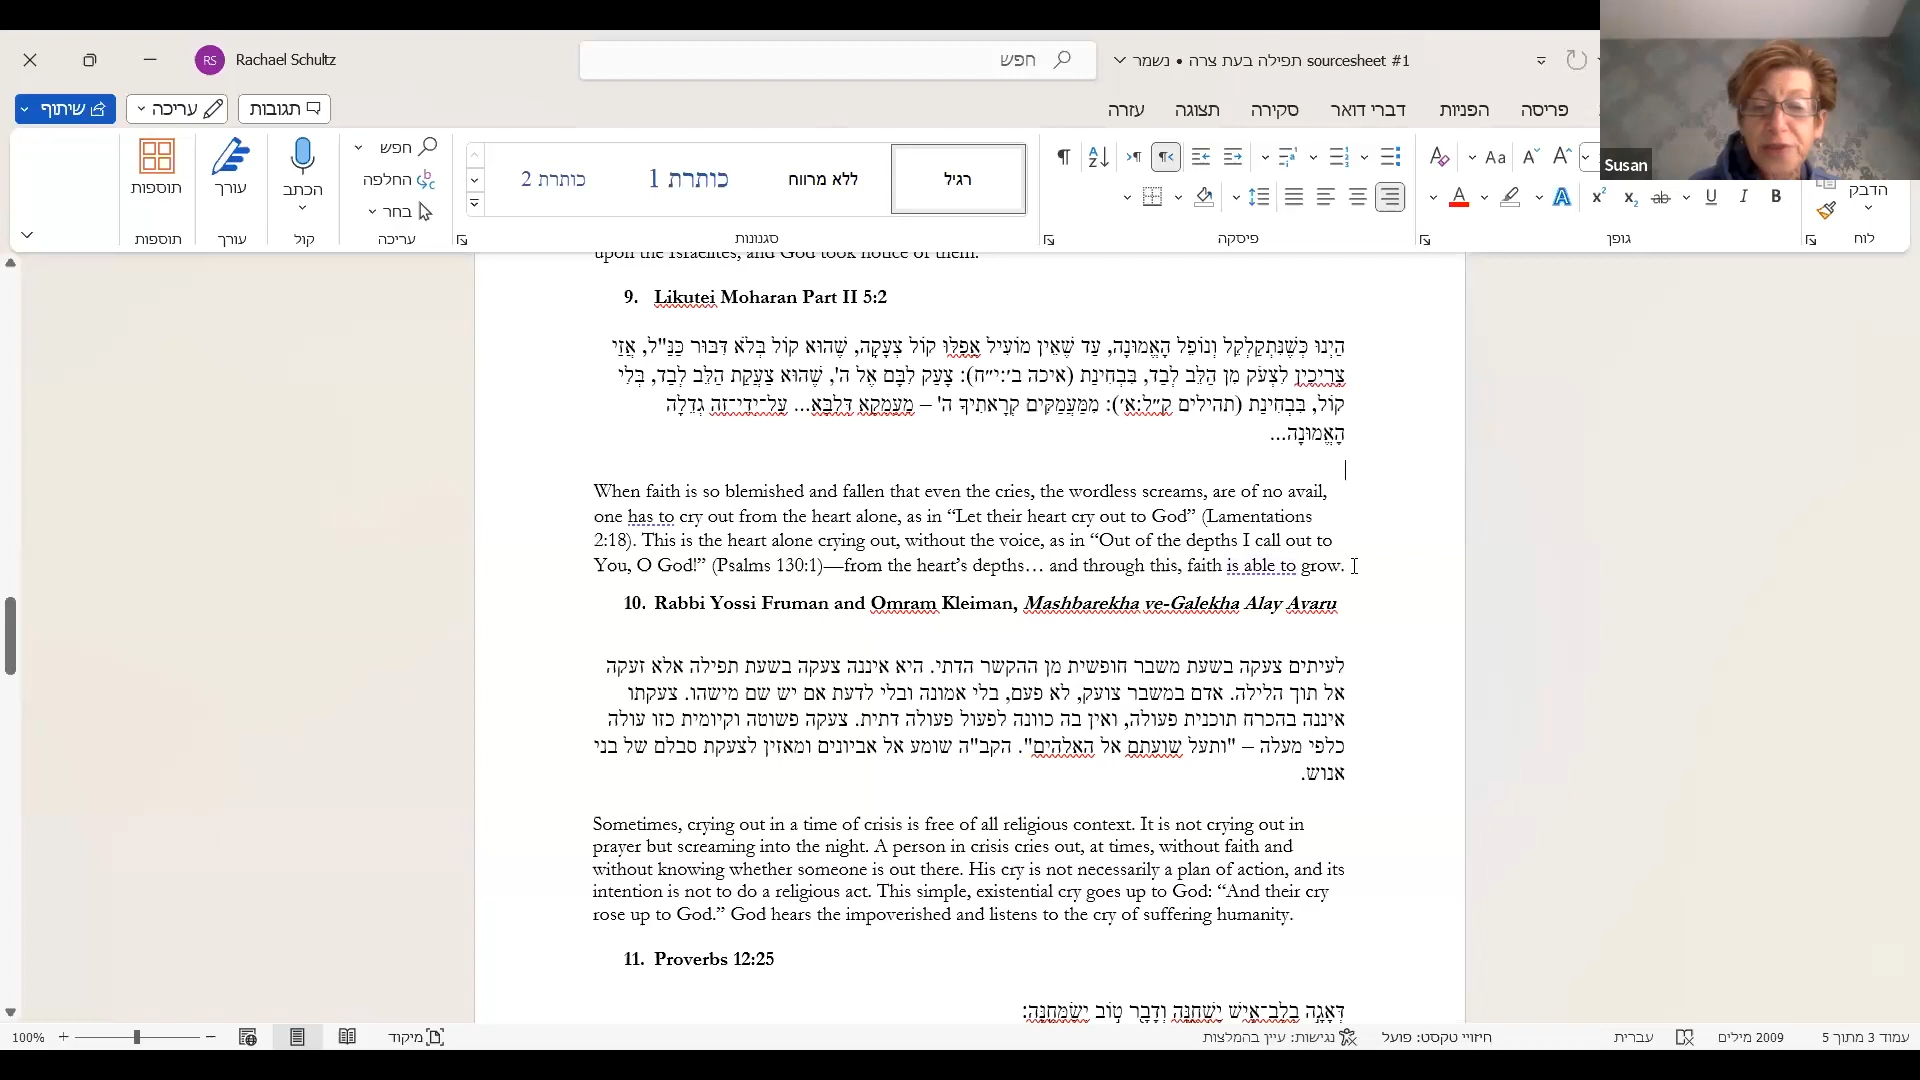 Rachael Schultz
חפש
sourcesheet #1 תפילה בעת צרה • נשמר
שיתוף
עריכה
תגובות
פריסה
הפניות
דברי דואר
סקירה
תצוגה
עזרה
Susan
תוספות
עורך
הכתב
חפש
החלפה
בחר
כותרת 2
כותרת 1
ללא מרווח
רגיל
הדבק
תוספות
עורך
קול
עריכה
סגנונות
פיסקה
גופן
לוח
upon the Israelites, and God took notice of them.
9. Likutei Moharan Part II 5:2
הַיְנוּ כְּשֶׁנִּתְקַלְקֵל וְנוֹפֵל הָאֱמוּנָה, עַד שֶׁאֵין מוֹעִיל אֲפִלּוּ קוֹל צְעָקָה, שֶׁהוּא קוֹל בְּלֹא דִּבּוּר כַּנַּ"ל, אֲזַי
צְרִיכִין לִצְעֹק מִן הַלֵּב לְבַד, בִּבְחִינַת (איכה ב׳:י״ח): צָעַק לִבָּם אֶל ה', שֶׁהוּא צַעֲקַת הַלֵּב לְבַד, בְּלִי
קוֹל, בִּבְחִינַת (תהילים ק״ל:א׳): מִמַּעֲמַקִּים קְרָאתִיךָ ה' – מֵעֻמְקָא דְּלִבָּא... עַל־יְדֵי־זֶה גְּדֵלָה
הָאֱמוּנָה...
When faith is so blemished and fallen that even the cries, the wordless screams, are of no avail,
one has to cry out from the heart alone, as in “Let their heart cry out to God” (Lamentations
2:18). This is the heart alone crying out, without the voice, as in “Out of the depths I call out to
You, O God!” (Psalms 130:1)—from the heart’s depths… and through this, faith is able to grow.
10. Rabbi Yossi Fruman and Omram Kleiman, Mashbarekha ve-Galekha Alay Avaru
לעיתים צעקה בשעת משבר חופשית מן ההקשר הדתי. היא איננה צעקה בשעת תפילה אלא זעקה
אל תוך הלילה. אדם במשבר צועק, לא פעם, בלי אמונה ובלי לדעת אם יש שם מישהו. צעקתו
איננה בהכרח תוכנית פעולה, ואין בה כוונה לפעול פעולה דתית. צעקה פשוטה וקיומית כזו עולה
כלפי מעלה – "ותעל שועתם אל האלהים". הקב"ה שומע אל אביונים ומאזין לצעקת סבלם של בני
אנוש.
Sometimes, crying out in a time of crisis is free of all religious context. It is not crying out in
prayer but screaming into the night. A person in crisis cries out, at times, without faith and
without knowing whether someone is out there. His cry is not necessarily a plan of action, and its
intention is not to do a religious act. This simple, existential cry goes up to God: “And their cry
rose up to God.” God hears the impoverished and listens to the cry of suffering humanity.
11. Proverbs 12:25
דְּאָגָה בְלֶב־אִישׁ יַשְׁחֶנָּה וְדָבָר טוֹב יְשַׂמְּחֶנָּה׃
עמוד 3 מתוך 5
2009 מילים
עברית
חיזויי טקסט: פועל
נגישות: עיין בהמלצות
מיקוד
100%